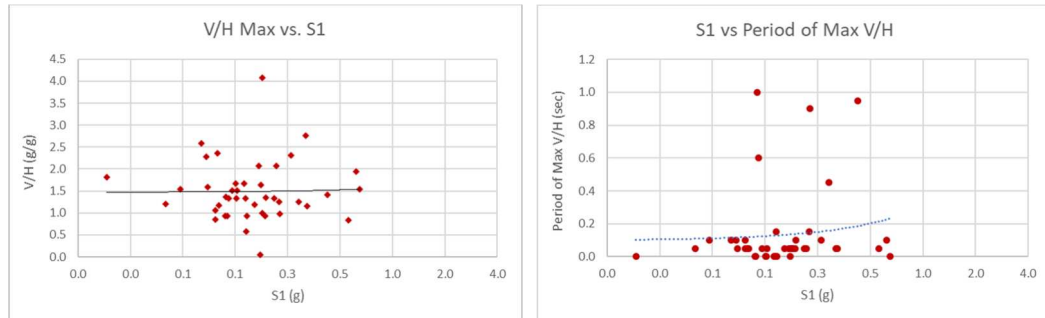 V/H Max vs. S1
4.5
4.0
3.5
3.0
2.5
2.0
1.5
1.0
0.5
0.0
V/H (g/g)
0.0 0.0 0.1 0.1 0.3 0.5 1.0 2.0 4.0
S1 (g)
S1 vs Period of Max V/H
1.2
1.0
0.8
0.6
0.4
0.2
0.0
Period of Max V/H (sec)
0.0 0.0 0.1 0.1 0.3 0.5 1.0 2.0 4.0
S1 (g)